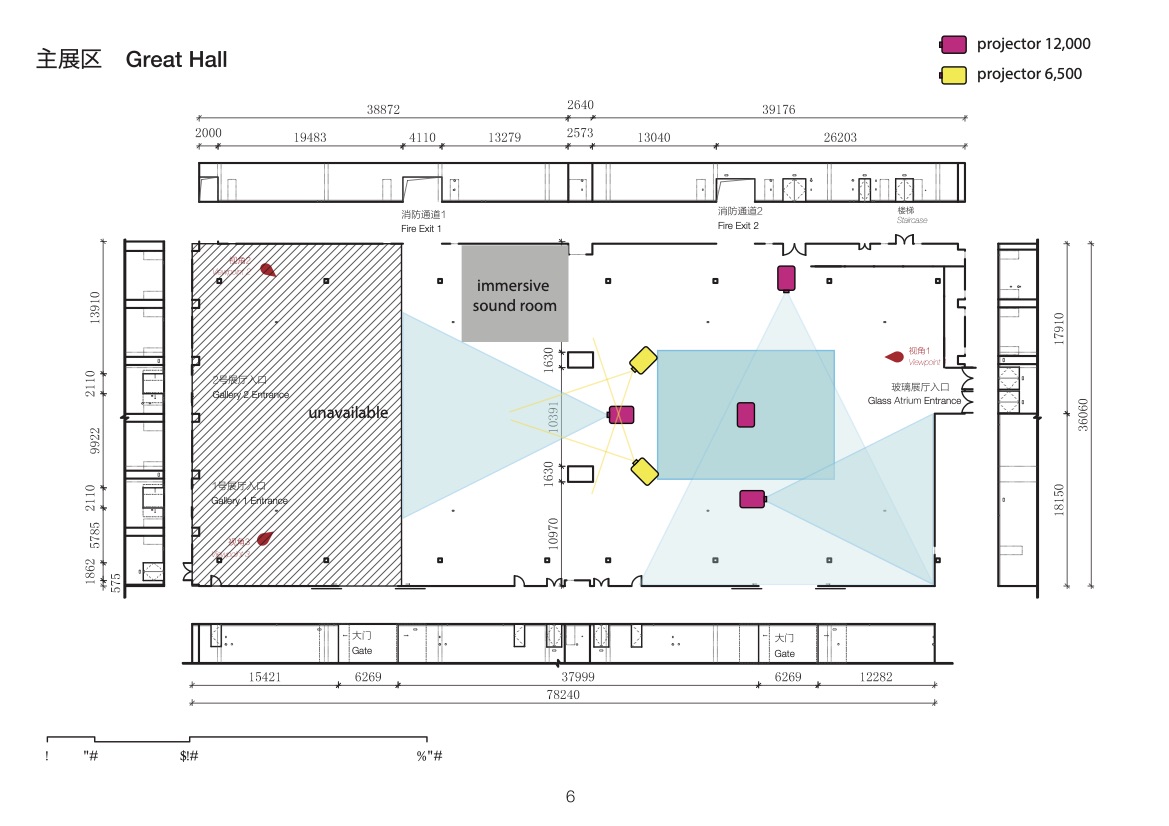 主展区 Great Hall
projector 12,000
projector 6,500
38872
2640
39176
2000
19483
4110
13279
2573
13040
26203
消防通道1
Fire Exit 1
消防通道2
Fire Exit 2
楼梯
Staircase
视角2
Viewpoint 2
immersive
sound room
13910
2110
9922
2110
5785
1862
575
1630
10391
1630
10970
视角1
Viewpoint
玻璃展厅入口
Glass Atrium Entrance
2号展厅入口
Gallery 2 Entrance
unavailable
1号展厅入口
Gallery 1 Entrance
视角3
Viewpoint 3
17910
36060
18150
大门
Gate
大门
Gate
15421
6269
37999
6269
12282
78240
!
"#
$!#
%"#
6